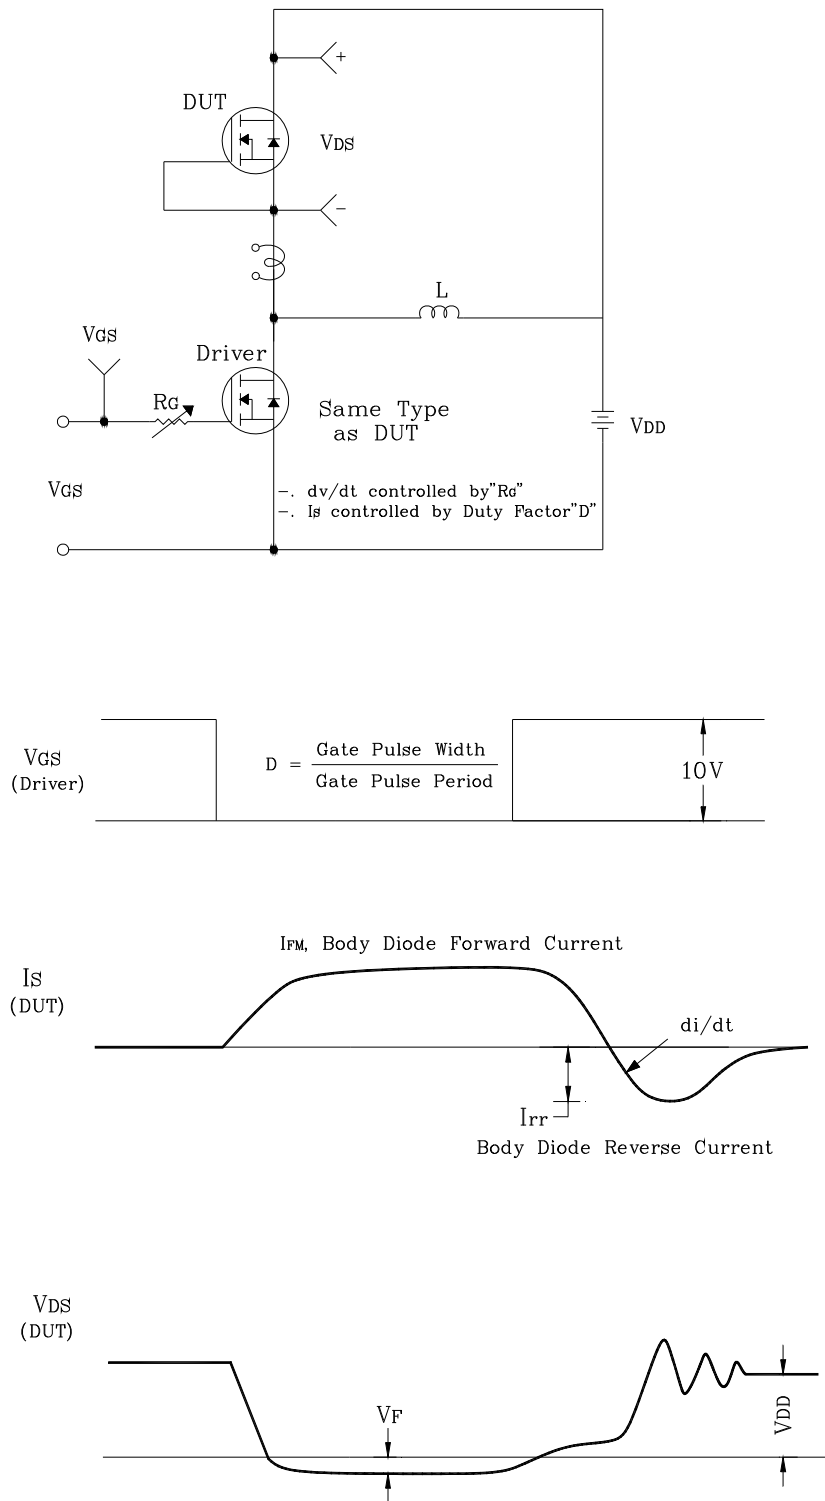 +
DUT
VDS
−
L
VGS
Driver
RG
Same Type
as DUT
VDD
VGS
−. dv/dt controlled by"RG"
−. IS controlled by Duty Factor"D"
VGS
(Driver)
D = Gate Pulse Width
Gate Pulse Period
10V
IFM, Body Diode Forward Current
IS
(DUT)
di/dt
Irr
Body Diode Reverse Current
VDS
(DUT)
VF
VDD